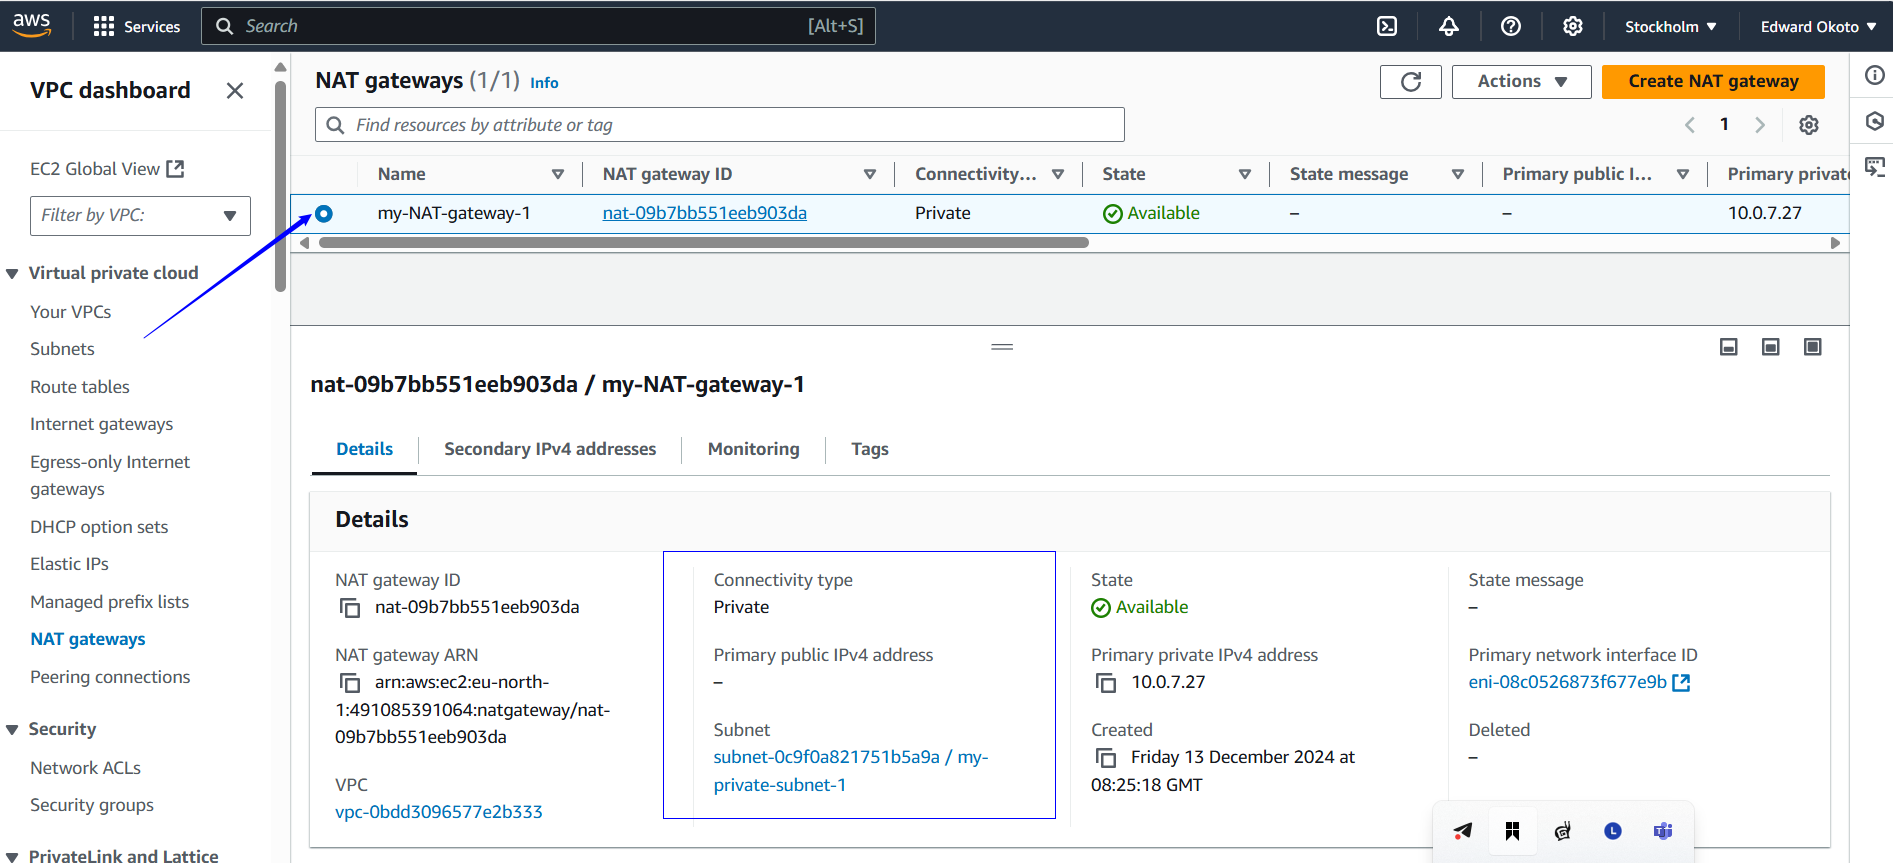 aws
Services
Search
[Alt+S]
Stockholm
Edward Okoto
VPC dashboard
EC2 Global View
Filter by VPC:
Virtual private cloud
Your VPCs
Subnets
Route tables
Internet gateways
Egress-only Internet
gateways
DHCP option sets
Elastic IPs
Managed prefix lists
NAT gateways
Peering connections
Security
Network ACLs
Security groups
PrivateLink and Lattice
NAT gateways (1/1) Info
Actions
Create NAT gateway
Find resources by attribute or tag
1
Name
NAT gateway ID
Connectivity...
State
State message
Primary public I...
Primary private
my-NAT-gateway-1
nat-09b7bb551eeb903da
Private
Available
–
–
10.0.7.27
nat-09b7bb551eeb903da / my-NAT-gateway-1
Details
Secondary IPv4 addresses
Monitoring
Tags
Details
NAT gateway ID
nat-09b7bb551eeb903da
NAT gateway ARN
arn:aws:ec2:eu-north-
1:491085391064:natgateway/nat-
09b7bb551eeb903da
VPC
vpc-0bdd3096577e2b333
Connectivity type
Private
Primary public IPv4 address
–
Subnet
subnet-0c9f0a821751b5a9a / my-
private-subnet-1
State
Available
Primary private IPv4 address
10.0.7.27
Created
Friday 13 December 2024 at
08:25:18 GMT
State message
–
Primary network interface ID
eni-08c0526873f677e9b
Deleted
–
L